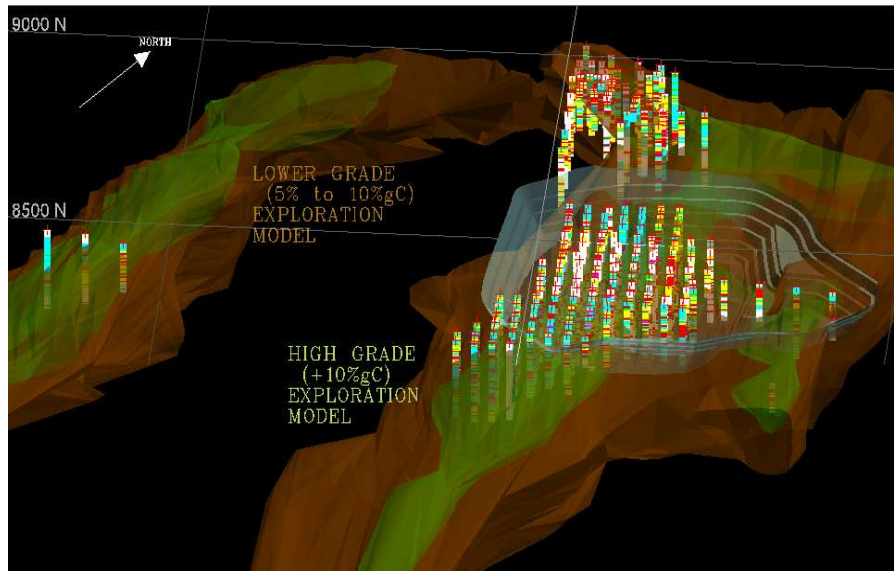 9000 N
NORTH
8500 N
LOWER GRADE
(5% to 10%gC)
EXPLORATION
MODEL
HIGH GRADE
(+10%gC)
EXPLORATION
MODEL